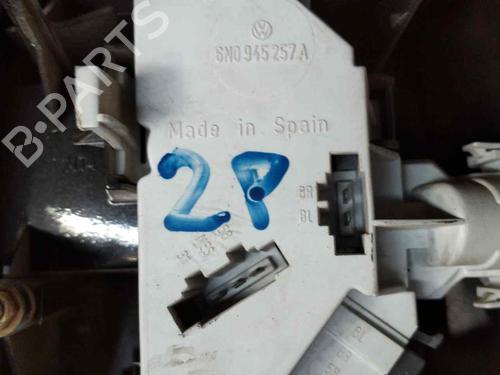 6N0 945 257 A
Made in Spain
2P
BR
BL
B-PARTS